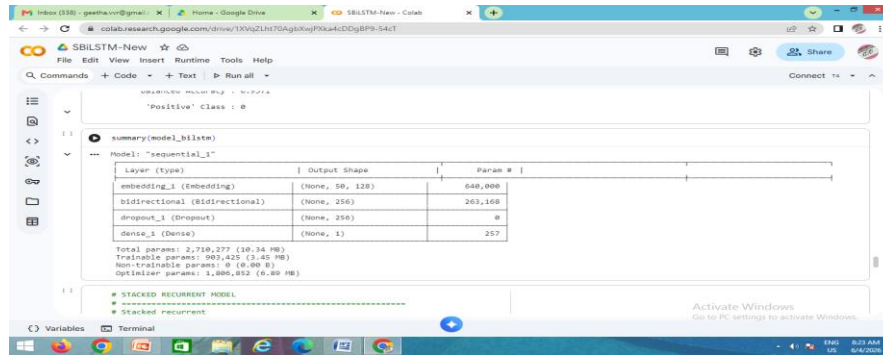 Inbox (338) - geetha.vvr@gmail.c
Home - Google Drive
SBiLSTM-New - Colab
colab.research.google.com/drive/
SBiLSTM-New
File Edit View Insert Runtime Tools Help
Share
Commands + Code + Text Run all
Connect T4
Balanced Accuracy : 0.9371
'Positive' Class : 0
summary(model_bilstm)
Model: "sequential_1"
Layer (type) | Output Shape | Param # |
embedding_1 (Embedding) | (None, 50, 128) | 640,000
bidirectional (Bidirectional) | (None, 256) | 263,168
dropout_1 (Dropout) | (None, 256) | 0
dense_1 (Dense) | (None, 1) | 257
Total params: 2,710,277 (10.34 MB)
Trainable params: 903,425 (3.45 MB)
Non-trainable params: 0 (0.00 B)
Optimizer params: 1,806,852 (6.89 MB)
# STACKED RECURRENT MODEL
# Stacked recurrent
Activate Windows
Go to PC settings to activate Windows.
Variables Terminal
ENG 8:23 AM
US 6/4/2026